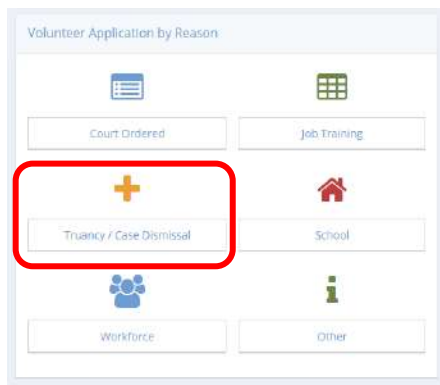 Volunteer Application by Reason
Court Ordered
Job Training
Truancy / Case Dismissal
School
Workforce
Other